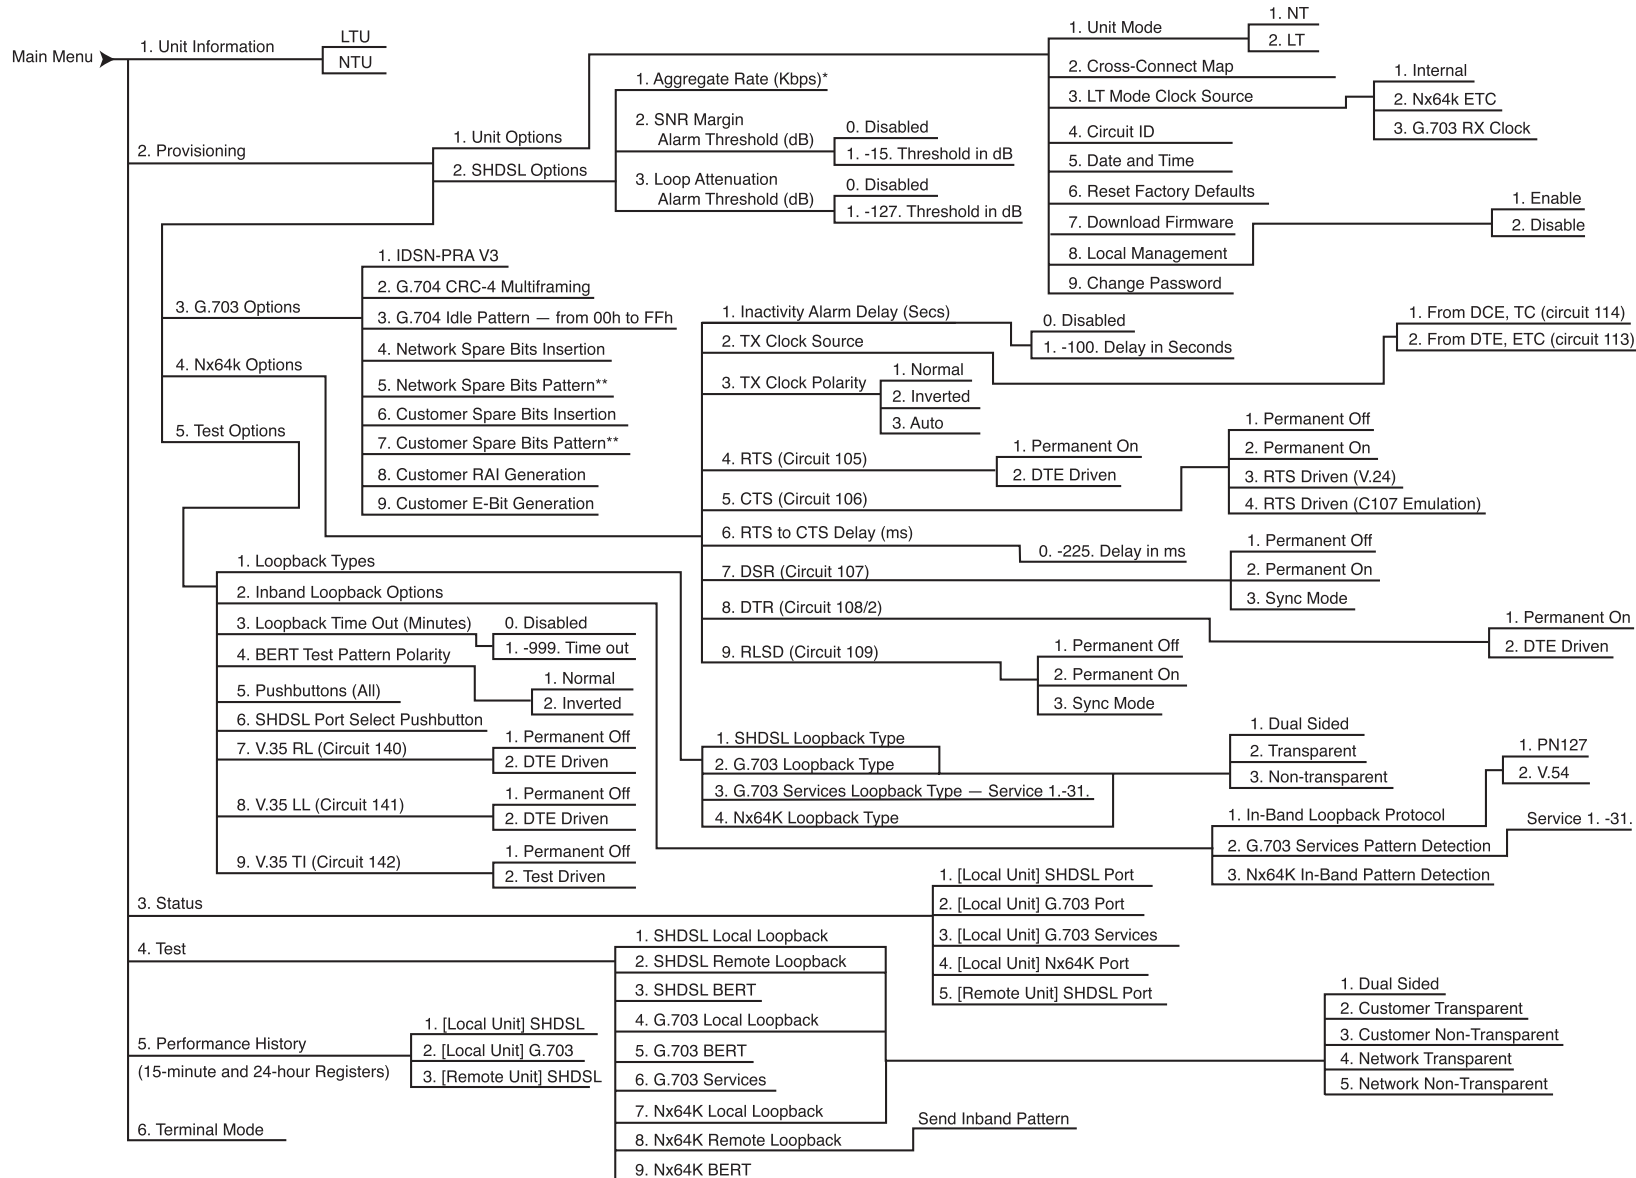 Main Menu
1. Unit Information
LTU
NTU
2. Provisioning
1. Unit Options
1. Unit Mode
1. NT
2. LT
2. Cross-Connect Map
3. LT Mode Clock Source
1. Internal
2. Nx64k ETC
3. G.703 RX Clock
4. Circuit ID
5. Date and Time
6. Reset Factory Defaults
7. Download Firmware
8. Local Management
1. Enable
2. Disable
9. Change Password
2. SHDSL Options
1. Aggregate Rate (Kbps)*
2. SNR Margin
Alarm Threshold (dB)
0. Disabled
1. -15. Threshold in dB
3. Loop Attenuation
Alarm Threshold (dB)
0. Disabled
1. -127. Threshold in dB
3. G.703 Options
1. IDSN-PRA V3
2. G.704 CRC-4 Multiframing
3. G.704 Idle Pattern — from 00h to FFh
4. Network Spare Bits Insertion
5. Network Spare Bits Pattern**
6. Customer Spare Bits Insertion
7. Customer Spare Bits Pattern**
8. Customer RAI Generation
9. Customer E-Bit Generation
4. Nx64k Options
1. Inactivity Alarm Delay (Secs)
0. Disabled
1. -100. Delay in Seconds
2. TX Clock Source
1. From DCE, TC (circuit 114)
2. From DTE, ETC (circuit 113)
3. TX Clock Polarity
1. Normal
2. Inverted
3. Auto
4. RTS (Circuit 105)
1. Permanent On
2. DTE Driven
5. CTS (Circuit 106)
1. Permanent Off
2. Permanent On
3. RTS Driven (V.24)
4. RTS Driven (C107 Emulation)
6. RTS to CTS Delay (ms)
0. -225. Delay in ms
7. DSR (Circuit 107)
1. Permanent Off
2. Permanent On
3. Sync Mode
8. DTR (Circuit 108/2)
1. Permanent On
2. DTE Driven
9. RLSD (Circuit 109)
1. Permanent Off
2. Permanent On
3. Sync Mode
5. Test Options
1. Loopback Types
1. SHDSL Loopback Type
2. G.703 Loopback Type
3. G.703 Services Loopback Type — Service 1.-31.
4. Nx64K Loopback Type
1. Dual Sided
2. Transparent
3. Non-transparent
2. Inband Loopback Options
1. In-Band Loopback Protocol
1. PN127
2. V.54
2. G.703 Services Pattern Detection
Service 1. -31.
3. Nx64K In-Band Pattern Detection
3. Loopback Time Out (Minutes)
0. Disabled
1. -999. Time out
4. BERT Test Pattern Polarity
1. Normal
2. Inverted
5. Pushbuttons (All)
6. SHDSL Port Select Pushbutton
7. V.35 RL (Circuit 140)
1. Permanent Off
2. DTE Driven
8. V.35 LL (Circuit 141)
1. Permanent Off
2. DTE Driven
9. V.35 TI (Circuit 142)
1. Permanent Off
2. Test Driven
3. Status
1. [Local Unit] SHDSL Port
2. [Local Unit] G.703 Port
3. [Local Unit] G.703 Services
4. [Local Unit] Nx64K Port
5. [Remote Unit] SHDSL Port
4. Test
1. SHDSL Local Loopback
2. SHDSL Remote Loopback
3. SHDSL BERT
4. G.703 Local Loopback
5. G.703 BERT
6. G.703 Services
7. Nx64K Local Loopback
8. Nx64K Remote Loopback
9. Nx64K BERT
Send Inband Pattern
1. Dual Sided
2. Customer Transparent
3. Customer Non-Transparent
4. Network Transparent
5. Network Non-Transparent
5. Performance History
(15-minute and 24-hour Registers)
1. [Local Unit] SHDSL
2. [Local Unit] G.703
3. [Remote Unit] SHDSL
6. Terminal Mode